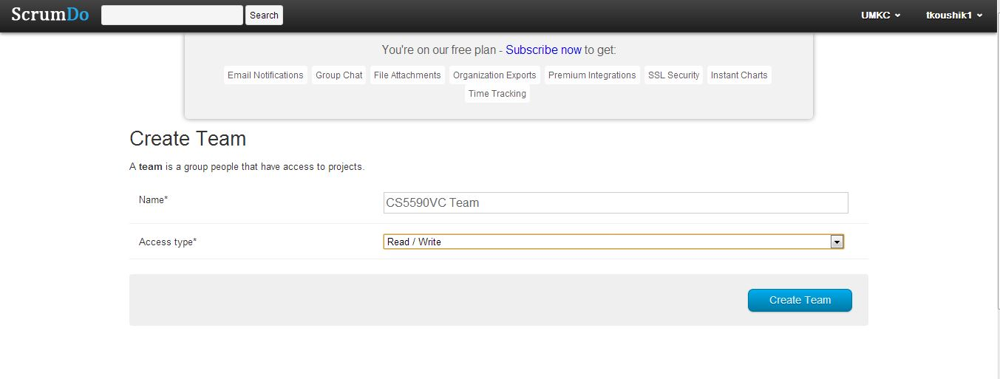 ScrumDo Search UMKC tkoushik1
You're on our free plan - Subscribe now to get:
Email Notifications Group Chat File Attachments Organization Exports Premium Integrations SSL Security Instant Charts
Time Tracking
Create Team
A team is a group people that have access to projects.
Name* CS5590VC Team
Access type* Read / Write
Create Team